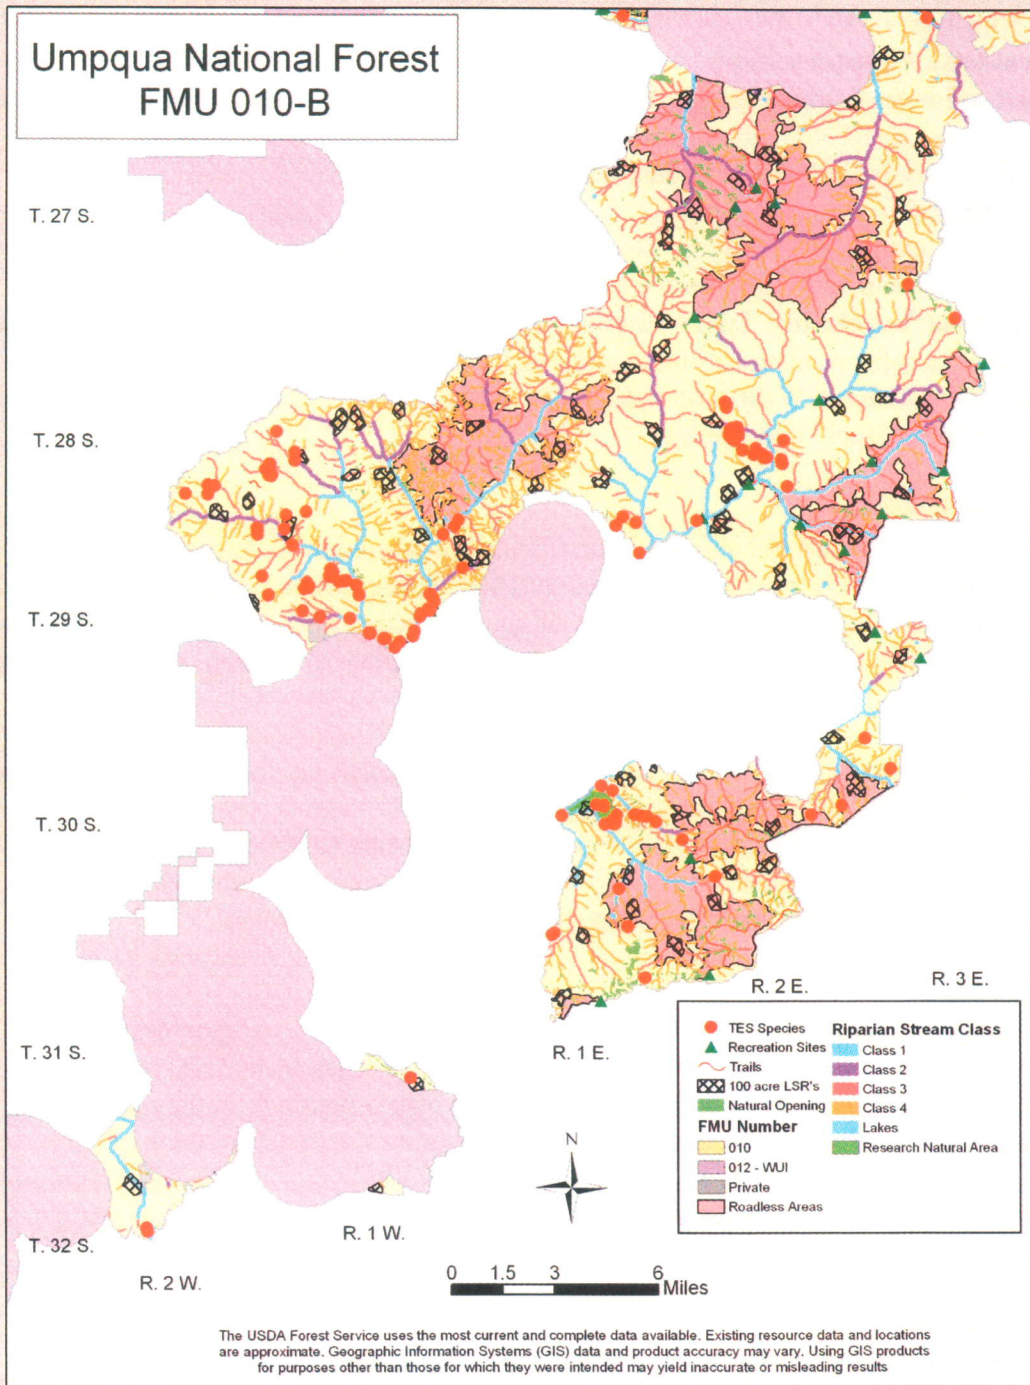 Umpqua National Forest
FMU 010-B
T. 27 S.
T. 28 S.
T. 29 S.
T. 30 S.
T. 31 S.
T. 32 S.
R. 2 W.
R. 1 W.
R. 1 E.
R. 2 E.
R. 3 E.
TES Species
Recreation Sites
Trails
100 acre LSR's
Natural Opening
FMU Number
010
012 - WUI
Private
Roadless Areas
Riparian Stream Class
Class 1
Class 2
Class 3
Class 4
Lakes
Research Natural Area
N
0 1.5 3 6
Miles
The USDA Forest Service uses the most current and complete data available. Existing resource data and locations
are approximate. Geographic Information Systems (GIS) data and product accuracy may vary. Using GIS products
for purposes other than those for which they were intended may yield inaccurate or misleading results